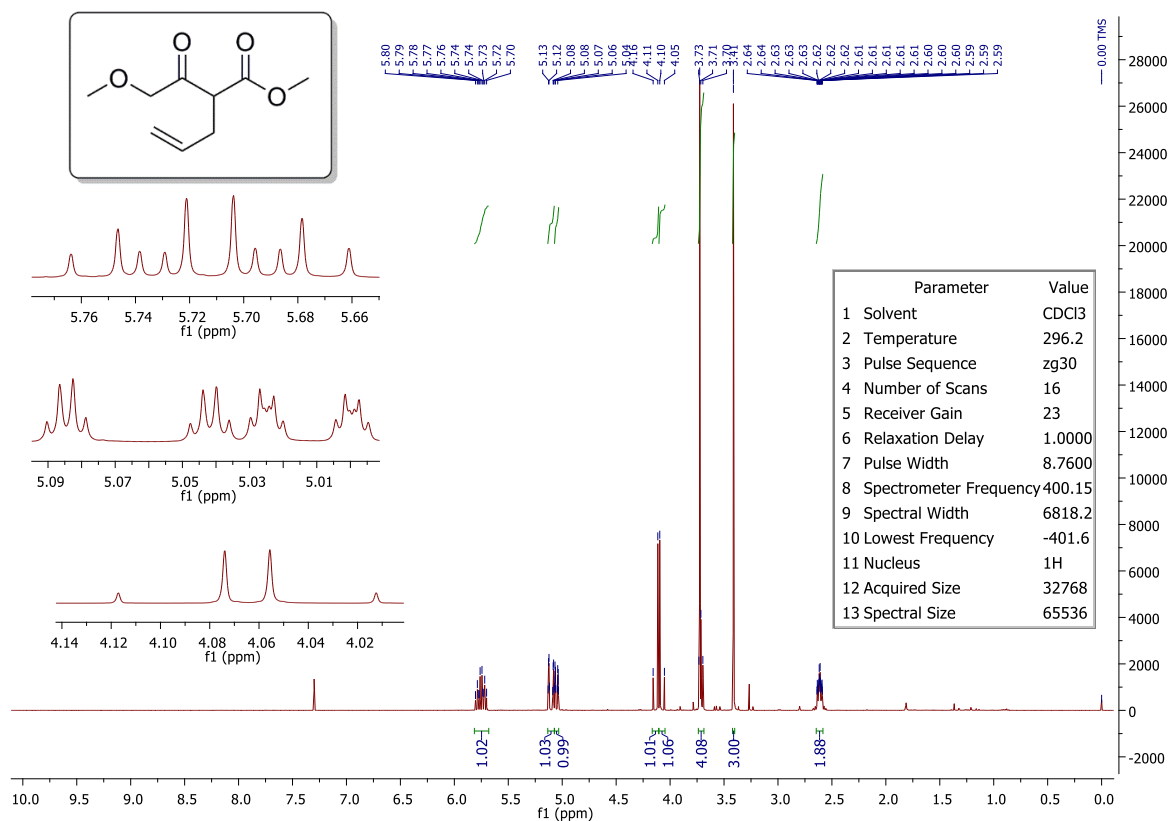 O O
O O
5.80 5.79 5.78 5.77 5.76 5.74 5.74 5.73 5.72 5.70 5.13 5.12 5.08 5.08 5.07 5.06 5.04 4.16 4.11 4.10 4.05 3.73 3.71 3.70 3.41 2.64 2.64 2.63 2.63 2.63 2.62 2.62 2.62 2.61 2.61 2.61 2.61 2.61 2.60 2.60 2.60 2.59 2.59 2.59 0.00 TMS
5.76 5.74 5.72 5.70 5.68 5.66
f1 (ppm)
5.09 5.07 5.05 5.03 5.01
f1 (ppm)
4.14 4.12 4.10 4.08 4.06 4.04 4.02
f1 (ppm)
Parameter Value
1 Solvent CDCl3
2 Temperature 296.2
3 Pulse Sequence zg30
4 Number of Scans 16
5 Receiver Gain 23
6 Relaxation Delay 1.0000
7 Pulse Width 8.7600
8 Spectrometer Frequency 400.15
9 Spectral Width 6818.2
10 Lowest Frequency -401.6
11 Nucleus 1H
12 Acquired Size 32768
13 Spectral Size 65536
28000
26000
24000
22000
20000
18000
16000
14000
12000
10000
8000
6000
4000
2000
0
-2000
1.02 1.03 0.99 1.01 1.06 4.08 3.00 1.88
10.0 9.5 9.0 8.5 8.0 7.5 7.0 6.5 6.0 5.5 5.0 4.5 4.0 3.5 3.0 2.5 2.0 1.5 1.0 0.5 0.0
f1 (ppm)